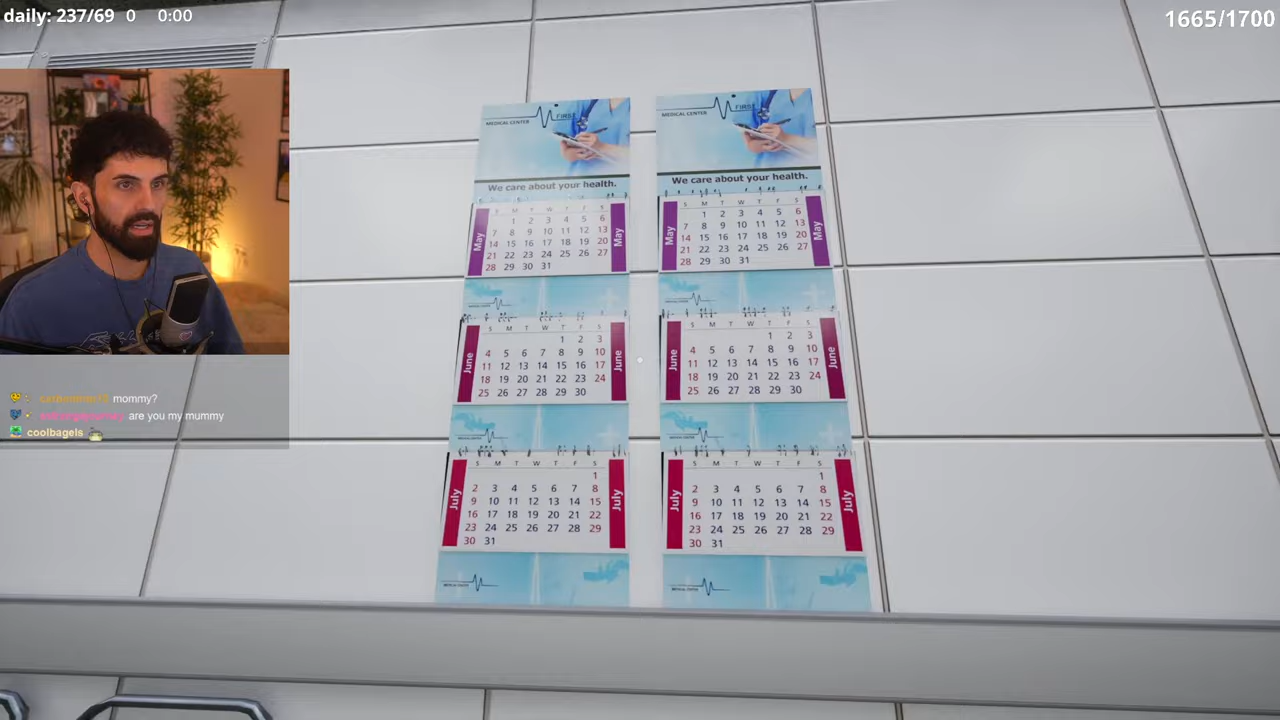 daily: 237/69 0 0:00
1665/1700
mommy?
are you my mummy
coolbagels
MEDICAL CENTER FIRST
We care about your health.
May May
S M T W T F S
1 2 3 4 5 6
7 8 9 10 11 12 13
14 15 16 17 18 19 20
21 22 23 24 25 26 27
28 29 30 31
June June
S M T W T F S
1 2 3
4 5 6 7 8 9 10
11 12 13 14 15 16 17
18 19 20 21 22 23 24
25 26 27 28 29 30
July July
S M T W T F S
1
2 3 4 5 6 7 8
9 10 11 12 13 14 15
16 17 18 19 20 21 22
23 24 25 26 27 28 29
30 31
MEDICAL CENTER
MEDICAL CENTER FIRST
We care about your health.
May May
S M T W T F S
1 2 3 4 5 6
7 8 9 10 11 12 13
14 15 16 17 18 19 20
21 22 23 24 25 26 27
28 29 30 31
June June
S M T W T F S
1 2 3
4 5 6 7 8 9 10
11 12 13 14 15 16 17
18 19 20 21 22 23 24
25 26 27 28 29 30
July July
S M T W T F S
1
2 3 4 5 6 7 8
9 10 11 12 13 14 15
16 17 18 19 20 21 22
23 24 25 26 27 28 29
30 31
MEDICAL CENTER